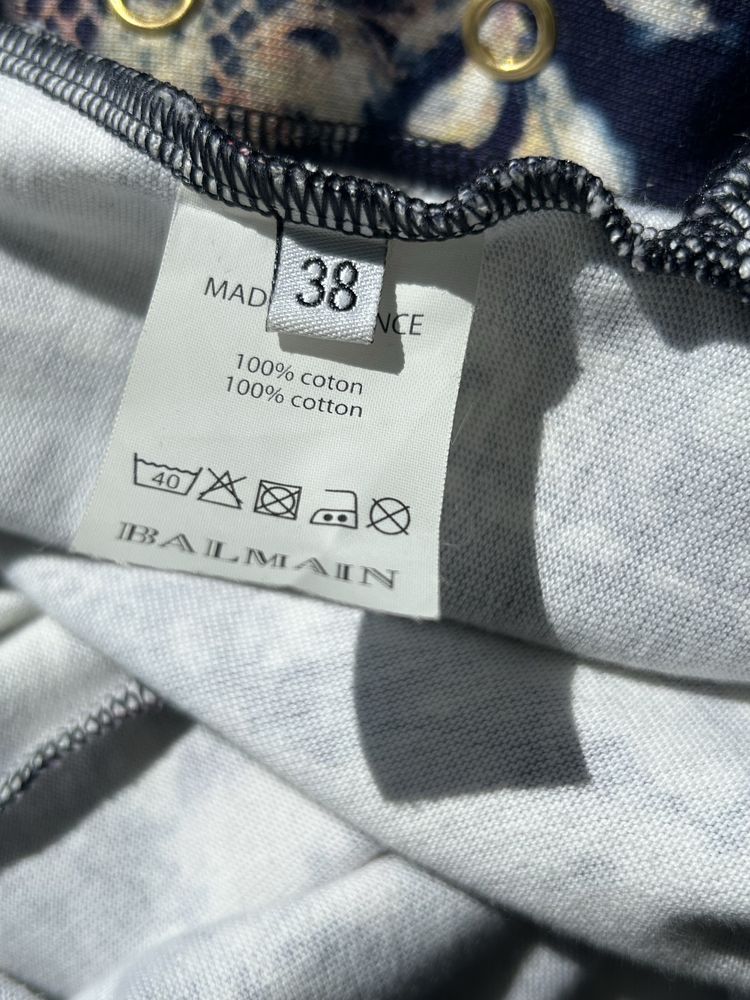 38
MAD NCE
100% coton
100% cotton
40
BALMAIN